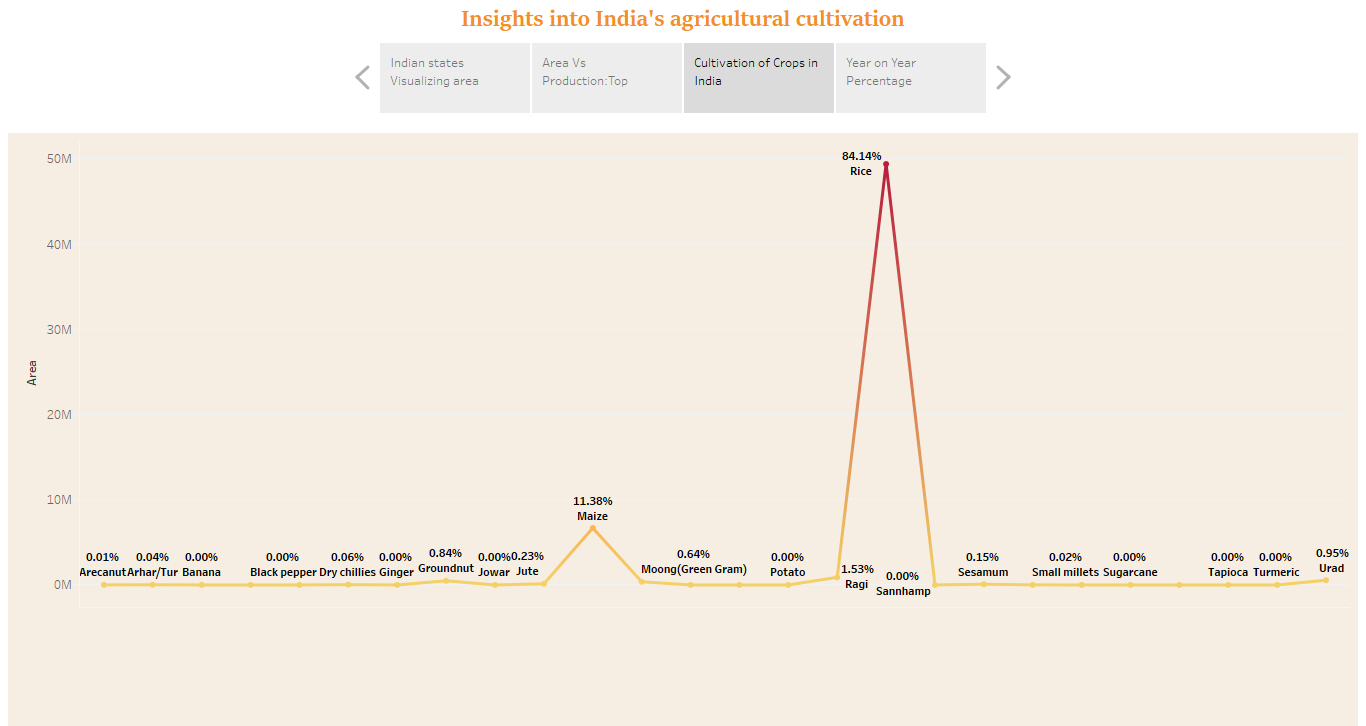 Insights into India's agricultural cultivation
Indian states
Visualizing area
Area Vs
Production:Top
Cultivation of Crops in
India
Year on Year
Percentage
50M
40M
30M
20M
10M
0M
Area
0.01%
Arecanut
0.04%
Arhar/Tur
0.00%
Banana
0.00%
Black pepper
0.06%
Dry chillies
0.00%
Ginger
0.84%
Groundnut
0.00%
Jowar
0.23%
Jute
11.38%
Maize
0.64%
Moong(Green Gram)
0.00%
Potato
1.53%
Ragi
84.14%
Rice
0.00%
Sannhamp
0.15%
Sesamum
0.02%
Small millets
0.00%
Sugarcane
0.00%
Tapioca
0.00%
Turmeric
0.95%
Urad